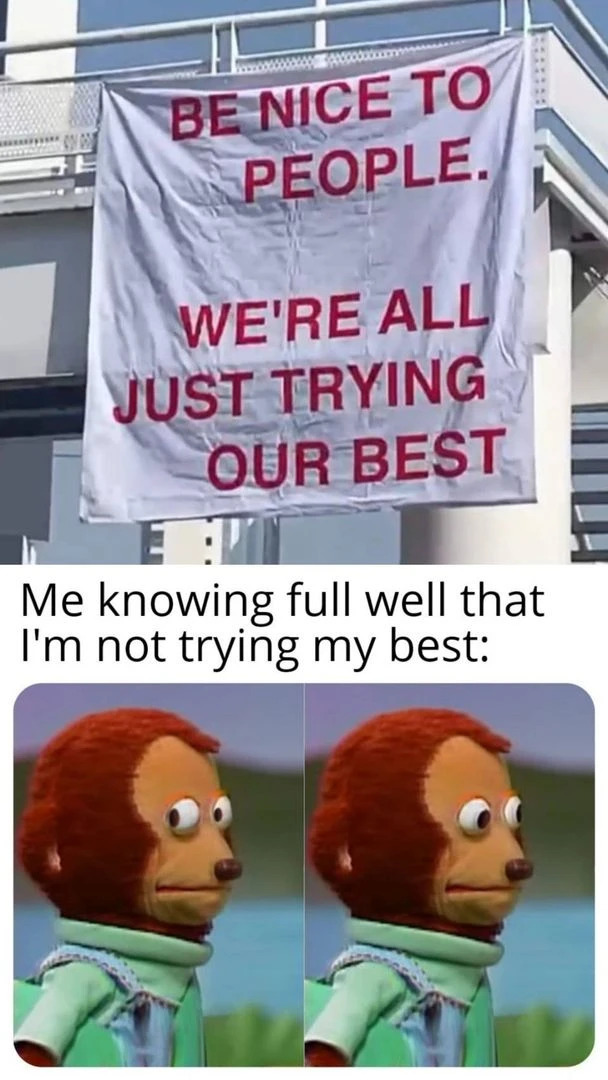 BE NICE TO
PEOPLE.
WE'RE ALL
JUST TRYING
OUR BEST
Me knowing full well that
I'm not trying my best: